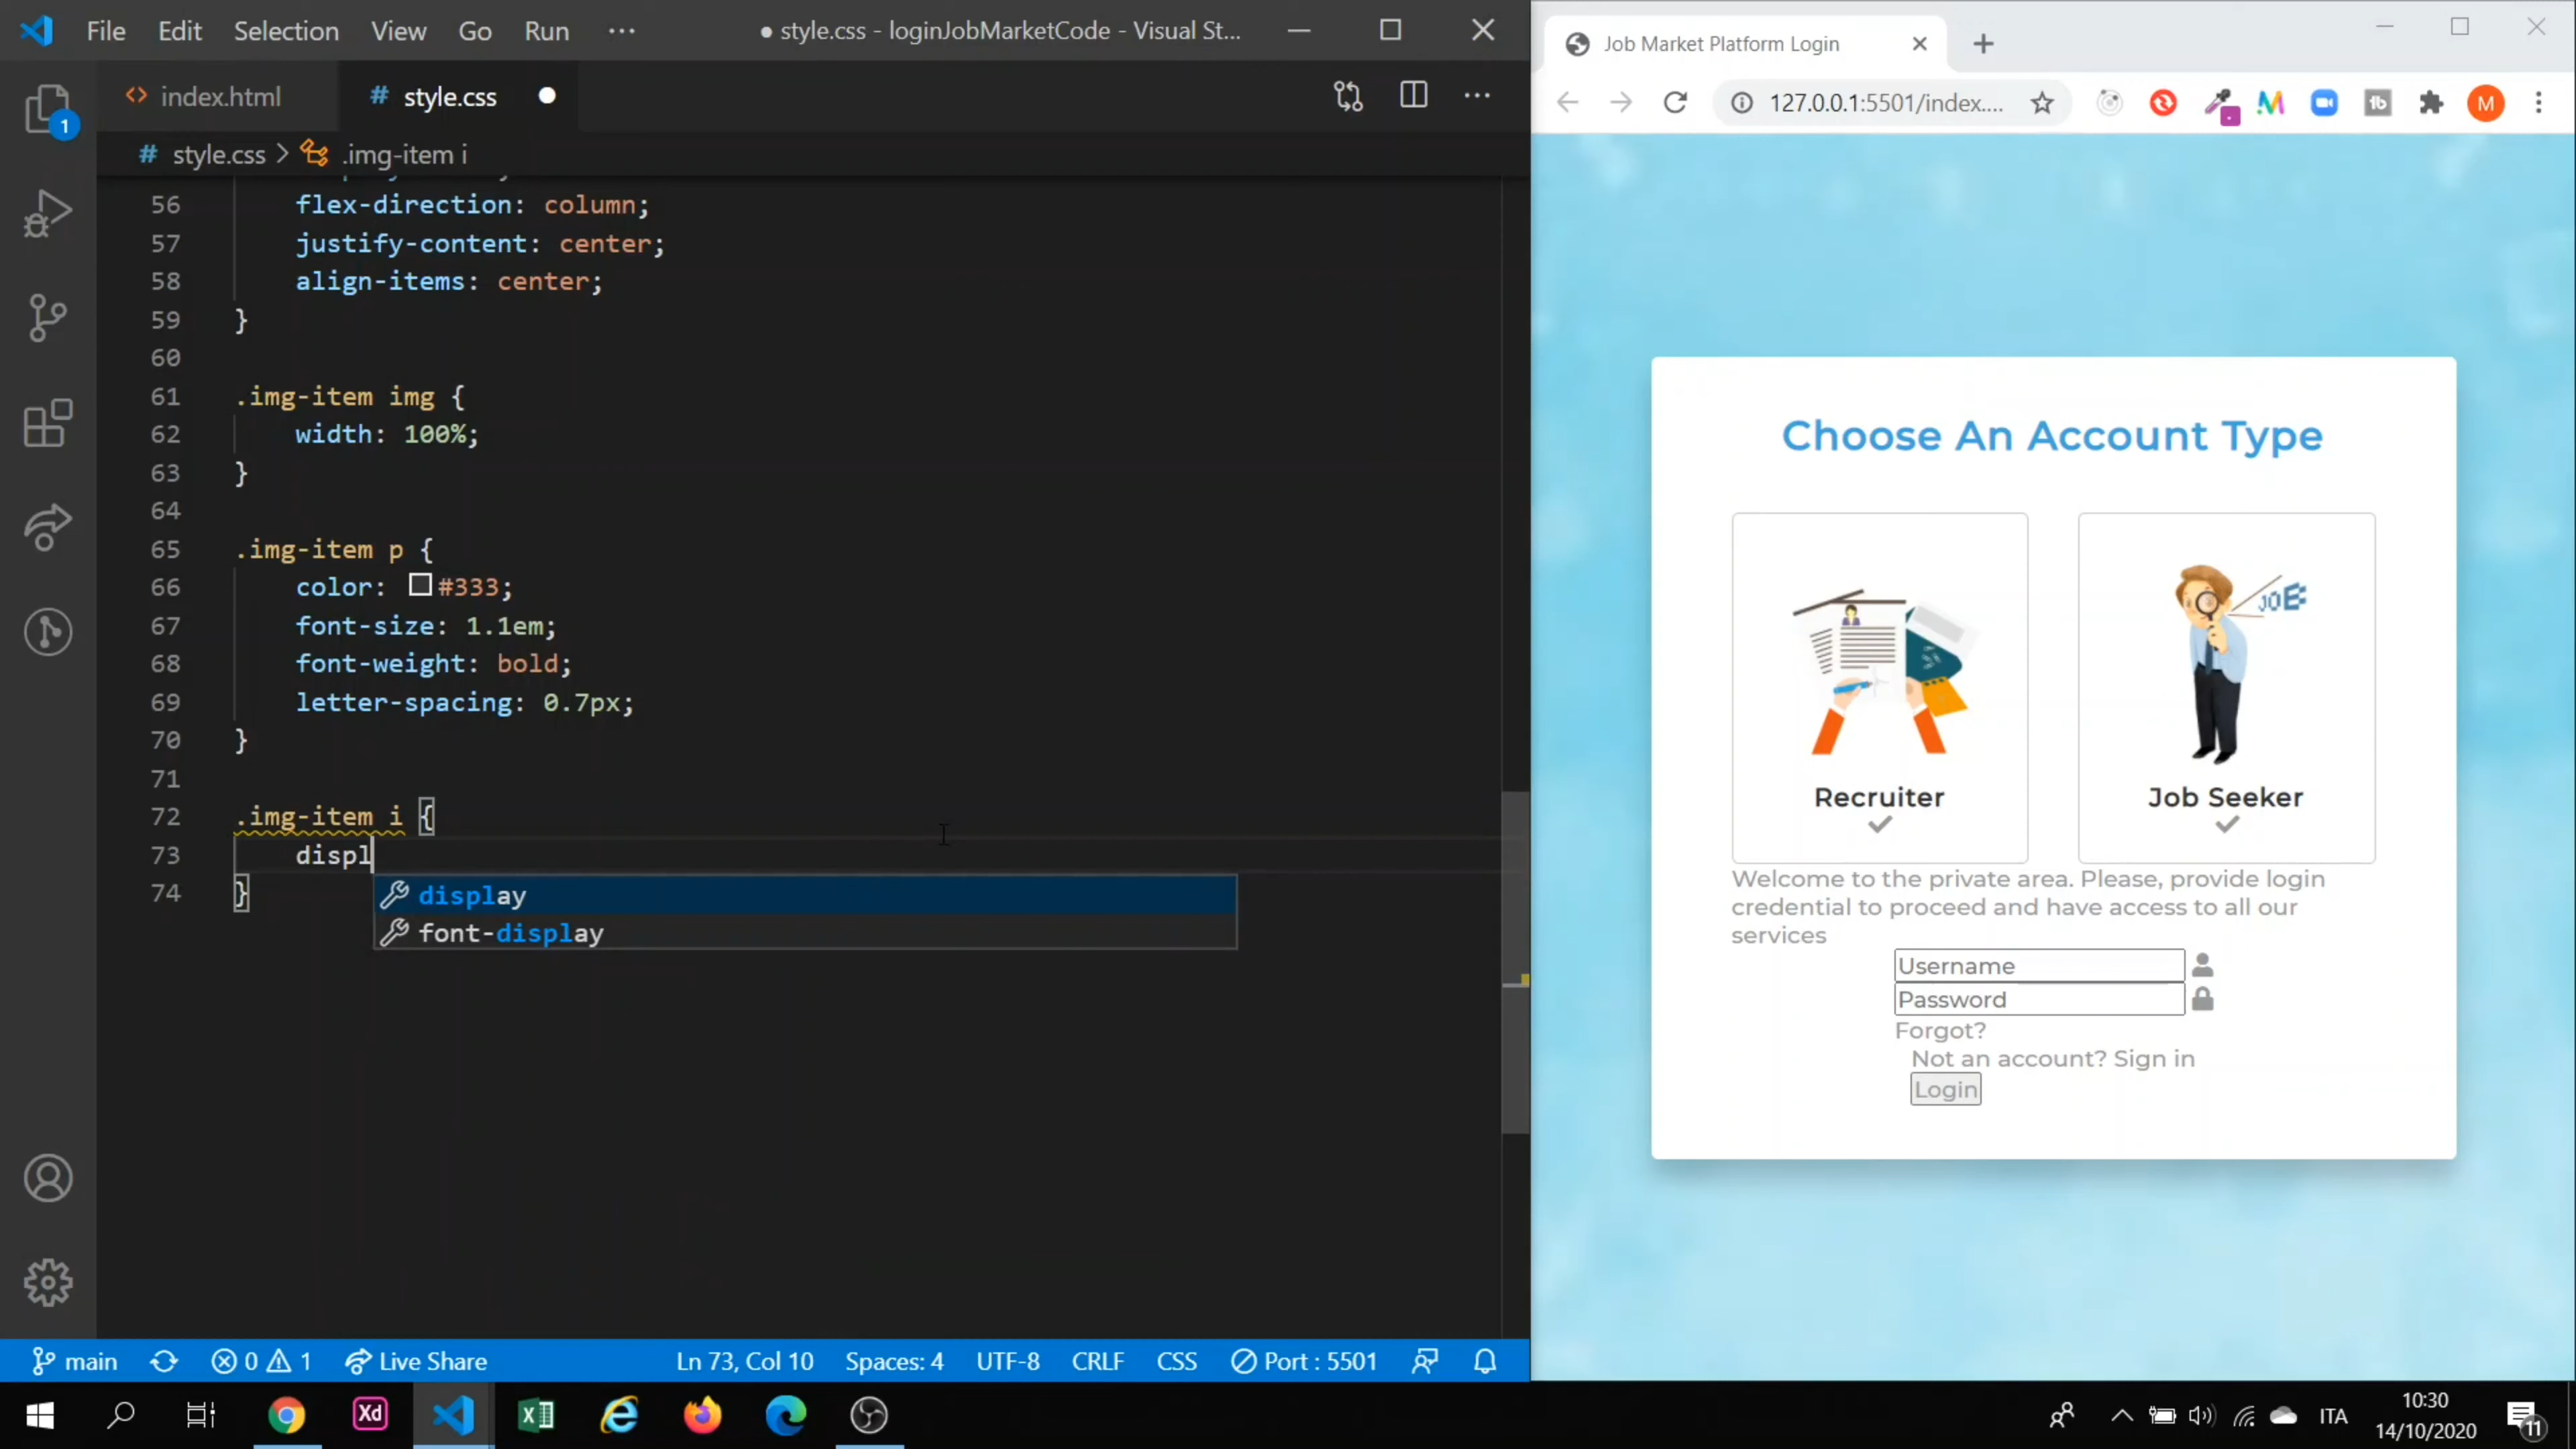 File Edit Selection View Go Run ···
● style.css - loginJobMarketCode - Visual St...
index.html
# style.css
1
# style.css > .img-item i
56 flex-direction: column;
57 justify-content: center;
58 align-items: center;
59 }
60
61 .img-item img {
62 width: 100%;
63 }
64
65 .img-item p {
66 color: #333;
67 font-size: 1.1em;
68 font-weight: bold;
69 letter-spacing: 0.7px;
70 }
71
72 .img-item i {
73 displ
74 }
display
font-display
main 0 1 Live Share Ln 73, Col 10 Spaces: 4 UTF-8 CRLF CSS Port : 5501
Job Market Platform Login
127.0.0.1:5501/index....
M
Choose An Account Type
JOB
Recruiter
Job Seeker
Welcome to the private area. Please, provide login
credential to proceed and have access to all our
services
Username
Password
Forgot?
Not an account? Sign in
Login
Xd
ITA
10:30
14/10/2020
11